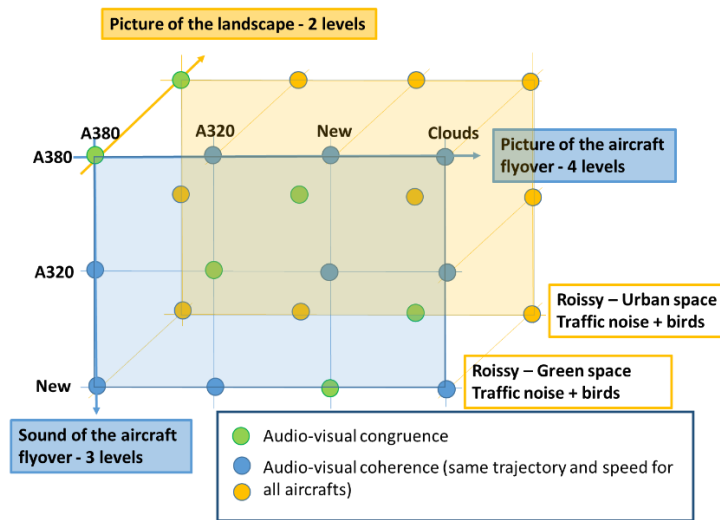 Picture of the landscape - 2 levels
A380
A320
New
Clouds
A380
Picture of the aircraft
flyover - 4 levels
A320
Roissy – Urban space
Traffic noise + birds
Roissy – Green space
Traffic noise + birds
New
Sound of the aircraft
flyover - 3 levels
Audio-visual congruence
Audio-visual coherence (same trajectory and speed for
all aircrafts)